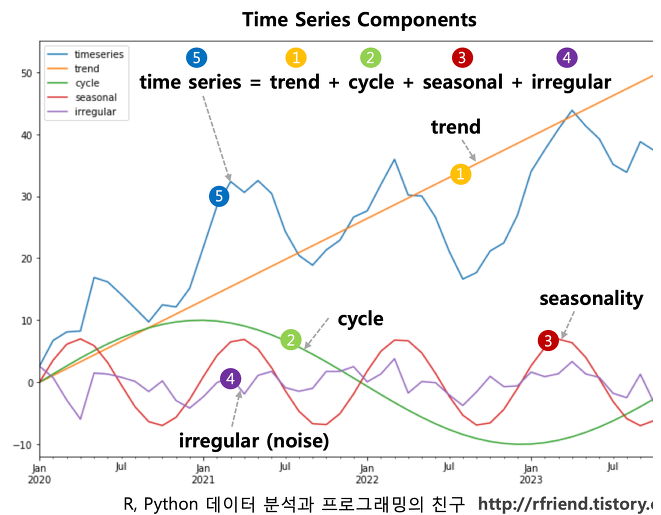 Time Series Components
timeseries
trend
cycle
seasonal
irregular
5 1 2 3 4
time series = trend + cycle + seasonal + irregular
trend
1
5
seasonality
3
2
cycle
4
irregular (noise)
50
40
30
20
10
0
−10
Jan Jul Jan Jul Jan Jul Jan Jul
2020 2021 2022 2023
R, Python 데이터 분석과 프로그래밍의 친구 http://rfriend.tistory.c